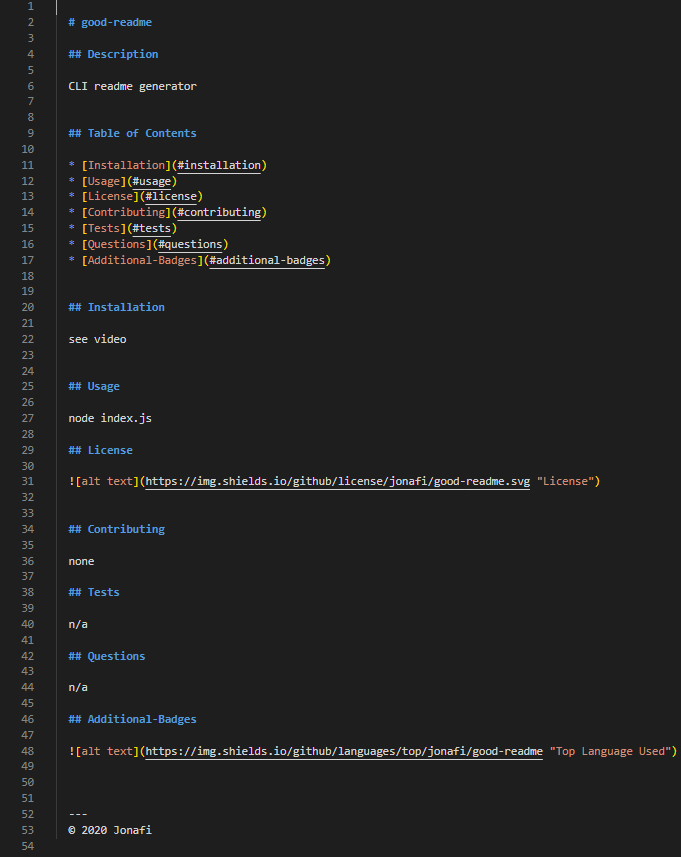 1
2 # good-readme
3
4 ## Description
5
6 CLI readme generator
7
8
9 ## Table of Contents
10
11 * [Installation](#installation)
12 * [Usage](#usage)
13 * [License](#license)
14 * [Contributing](#contributing)
15 * [Tests](#tests)
16 * [Questions](#questions)
17 * [Additional-Badges](#additional-badges)
18
19
20 ## Installation
21
22 see video
23
24
25 ## Usage
26
27 node index.js
28
29 ## License
30
31 ![alt text](https://img.shields.io/github/license/jonafi/good-readme.svg "License")
32
33
34 ## Contributing
35
36 none
37
38 ## Tests
39
40 n/a
41
42 ## Questions
43
44 n/a
45
46 ## Additional-Badges
47
48 ![alt text](https://img.shields.io/github/languages/top/jonafi/good-readme "Top Language Used")
49
50
51
52 ---
53 © 2020 Jonafi
54